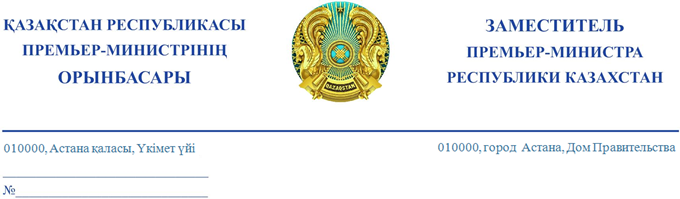 ҚАЗАҚСТАН РЕСПУБЛИКАСЫ
ПРЕМЬЕР-МИНИСТРІНІҢ
ОРЫНБАСАРЫ
QAZAQSTAN
ЗАМЕСТИТЕЛЬ
ПРЕМЬЕР-МИНИСТРА
РЕСПУБЛИКИ КАЗАХСТАН
010000, Астана қаласы, Үкімет үйі
010000, город Астана, Дом Правительства
№